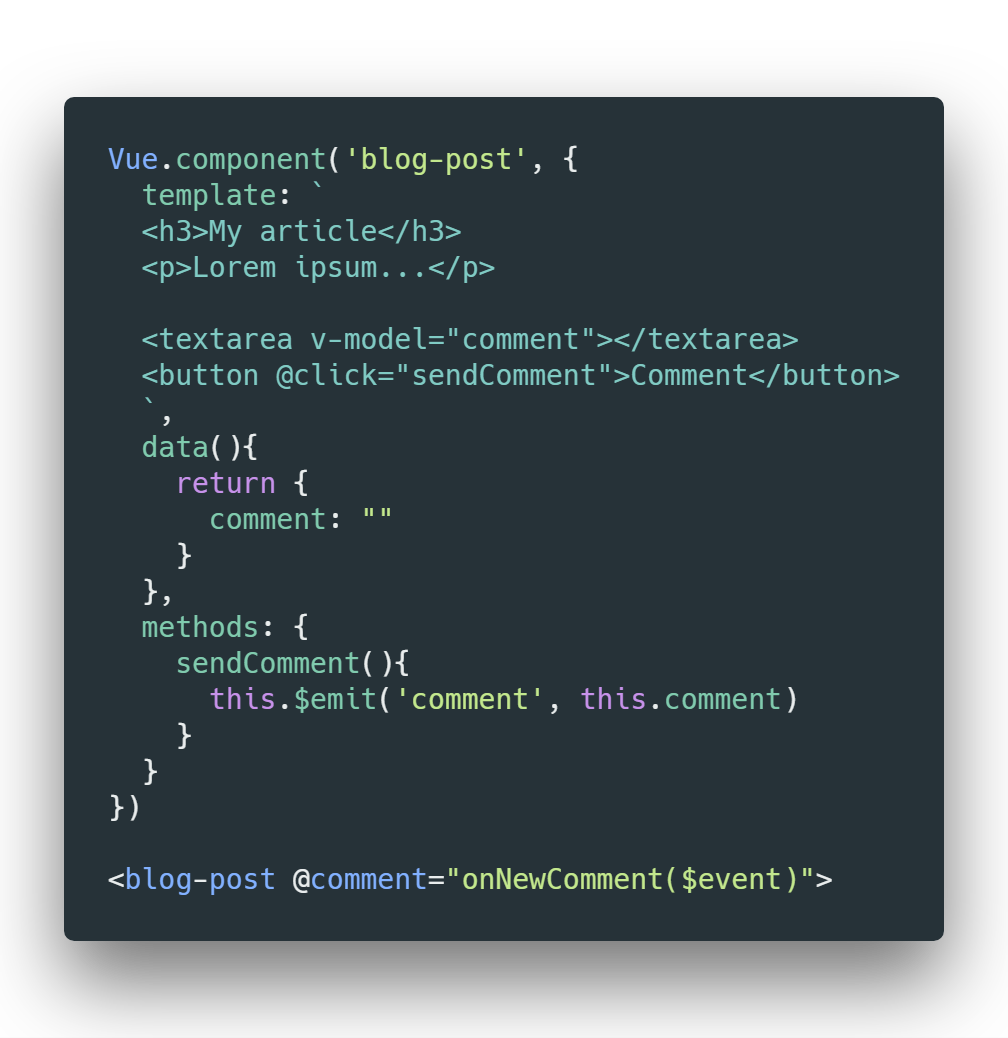 Vue.component('blog-post', {
  template: `
  <h3>My article</h3>
  <p>Lorem ipsum...</p>

  <textarea v-model="comment"></textarea>
  <button @click="sendComment">Comment</button>
  `,
  data(){
    return {
      comment: ""
    }
  },
  methods: {
    sendComment(){
      this.$emit('comment', this.comment)
    }
  }
})

<blog-post @comment="onNewComment($event)">